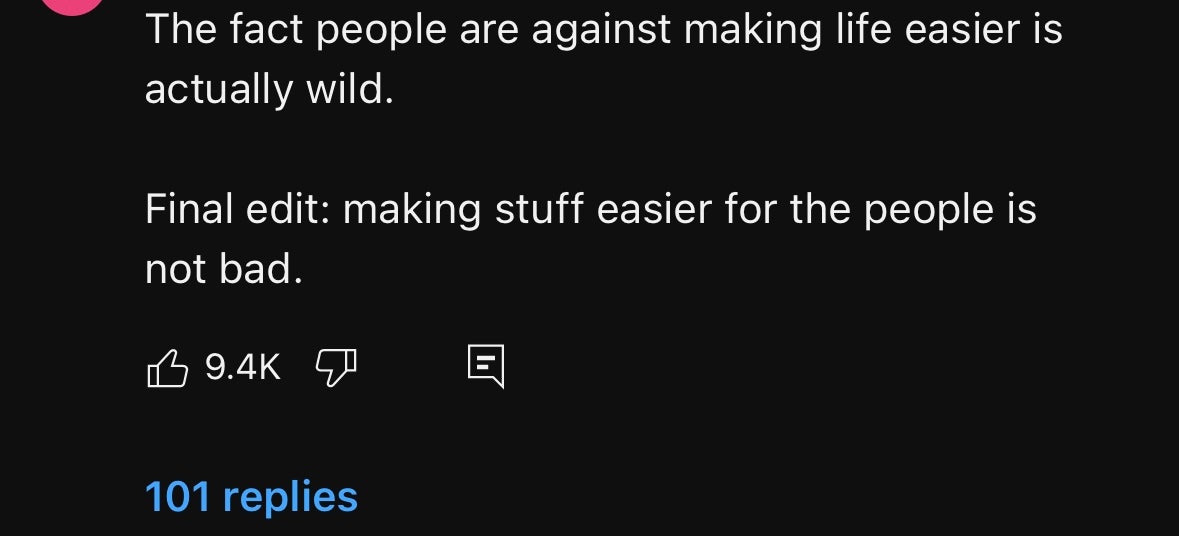 The fact people are against making life easier is
actually wild.
Final edit: making stuff easier for the people is
not bad.
9.4K
101 replies